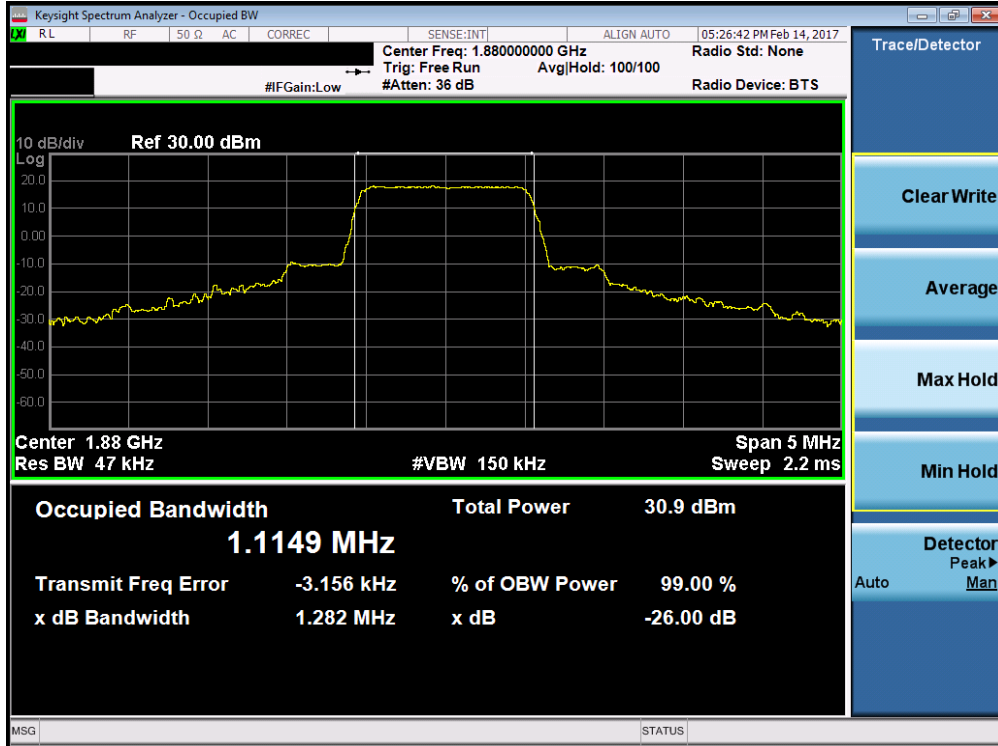 Keysight Spectrum Analyzer - Occupied BW
LXI RL RF 50 Ω AC CORREC SENSE:INT ALIGN AUTO 05:26:42 PM Feb 14, 2017
Center Freq: 1.880000000 GHz Radio Std: None
Trig: Free Run Avg|Hold: 100/100
#IFGain:Low #Atten: 36 dB Radio Device: BTS
10 dB/div Ref 30.00 dBm
Log
20.0
10.0
0.00
-10.0
-20.0
-30.0
-40.0
-50.0
-60.0
Center 1.88 GHz Span 5 MHz
Res BW 47 kHz #VBW 150 kHz Sweep 2.2 ms
Occupied Bandwidth Total Power 30.9 dBm
1.1149 MHz
Transmit Freq Error -3.156 kHz % of OBW Power 99.00 %
x dB Bandwidth 1.282 MHz x dB -26.00 dB
MSG STATUS
Trace/Detector
Clear Write
Average
Max Hold
Min Hold
Detector
Peak▶
Auto Man